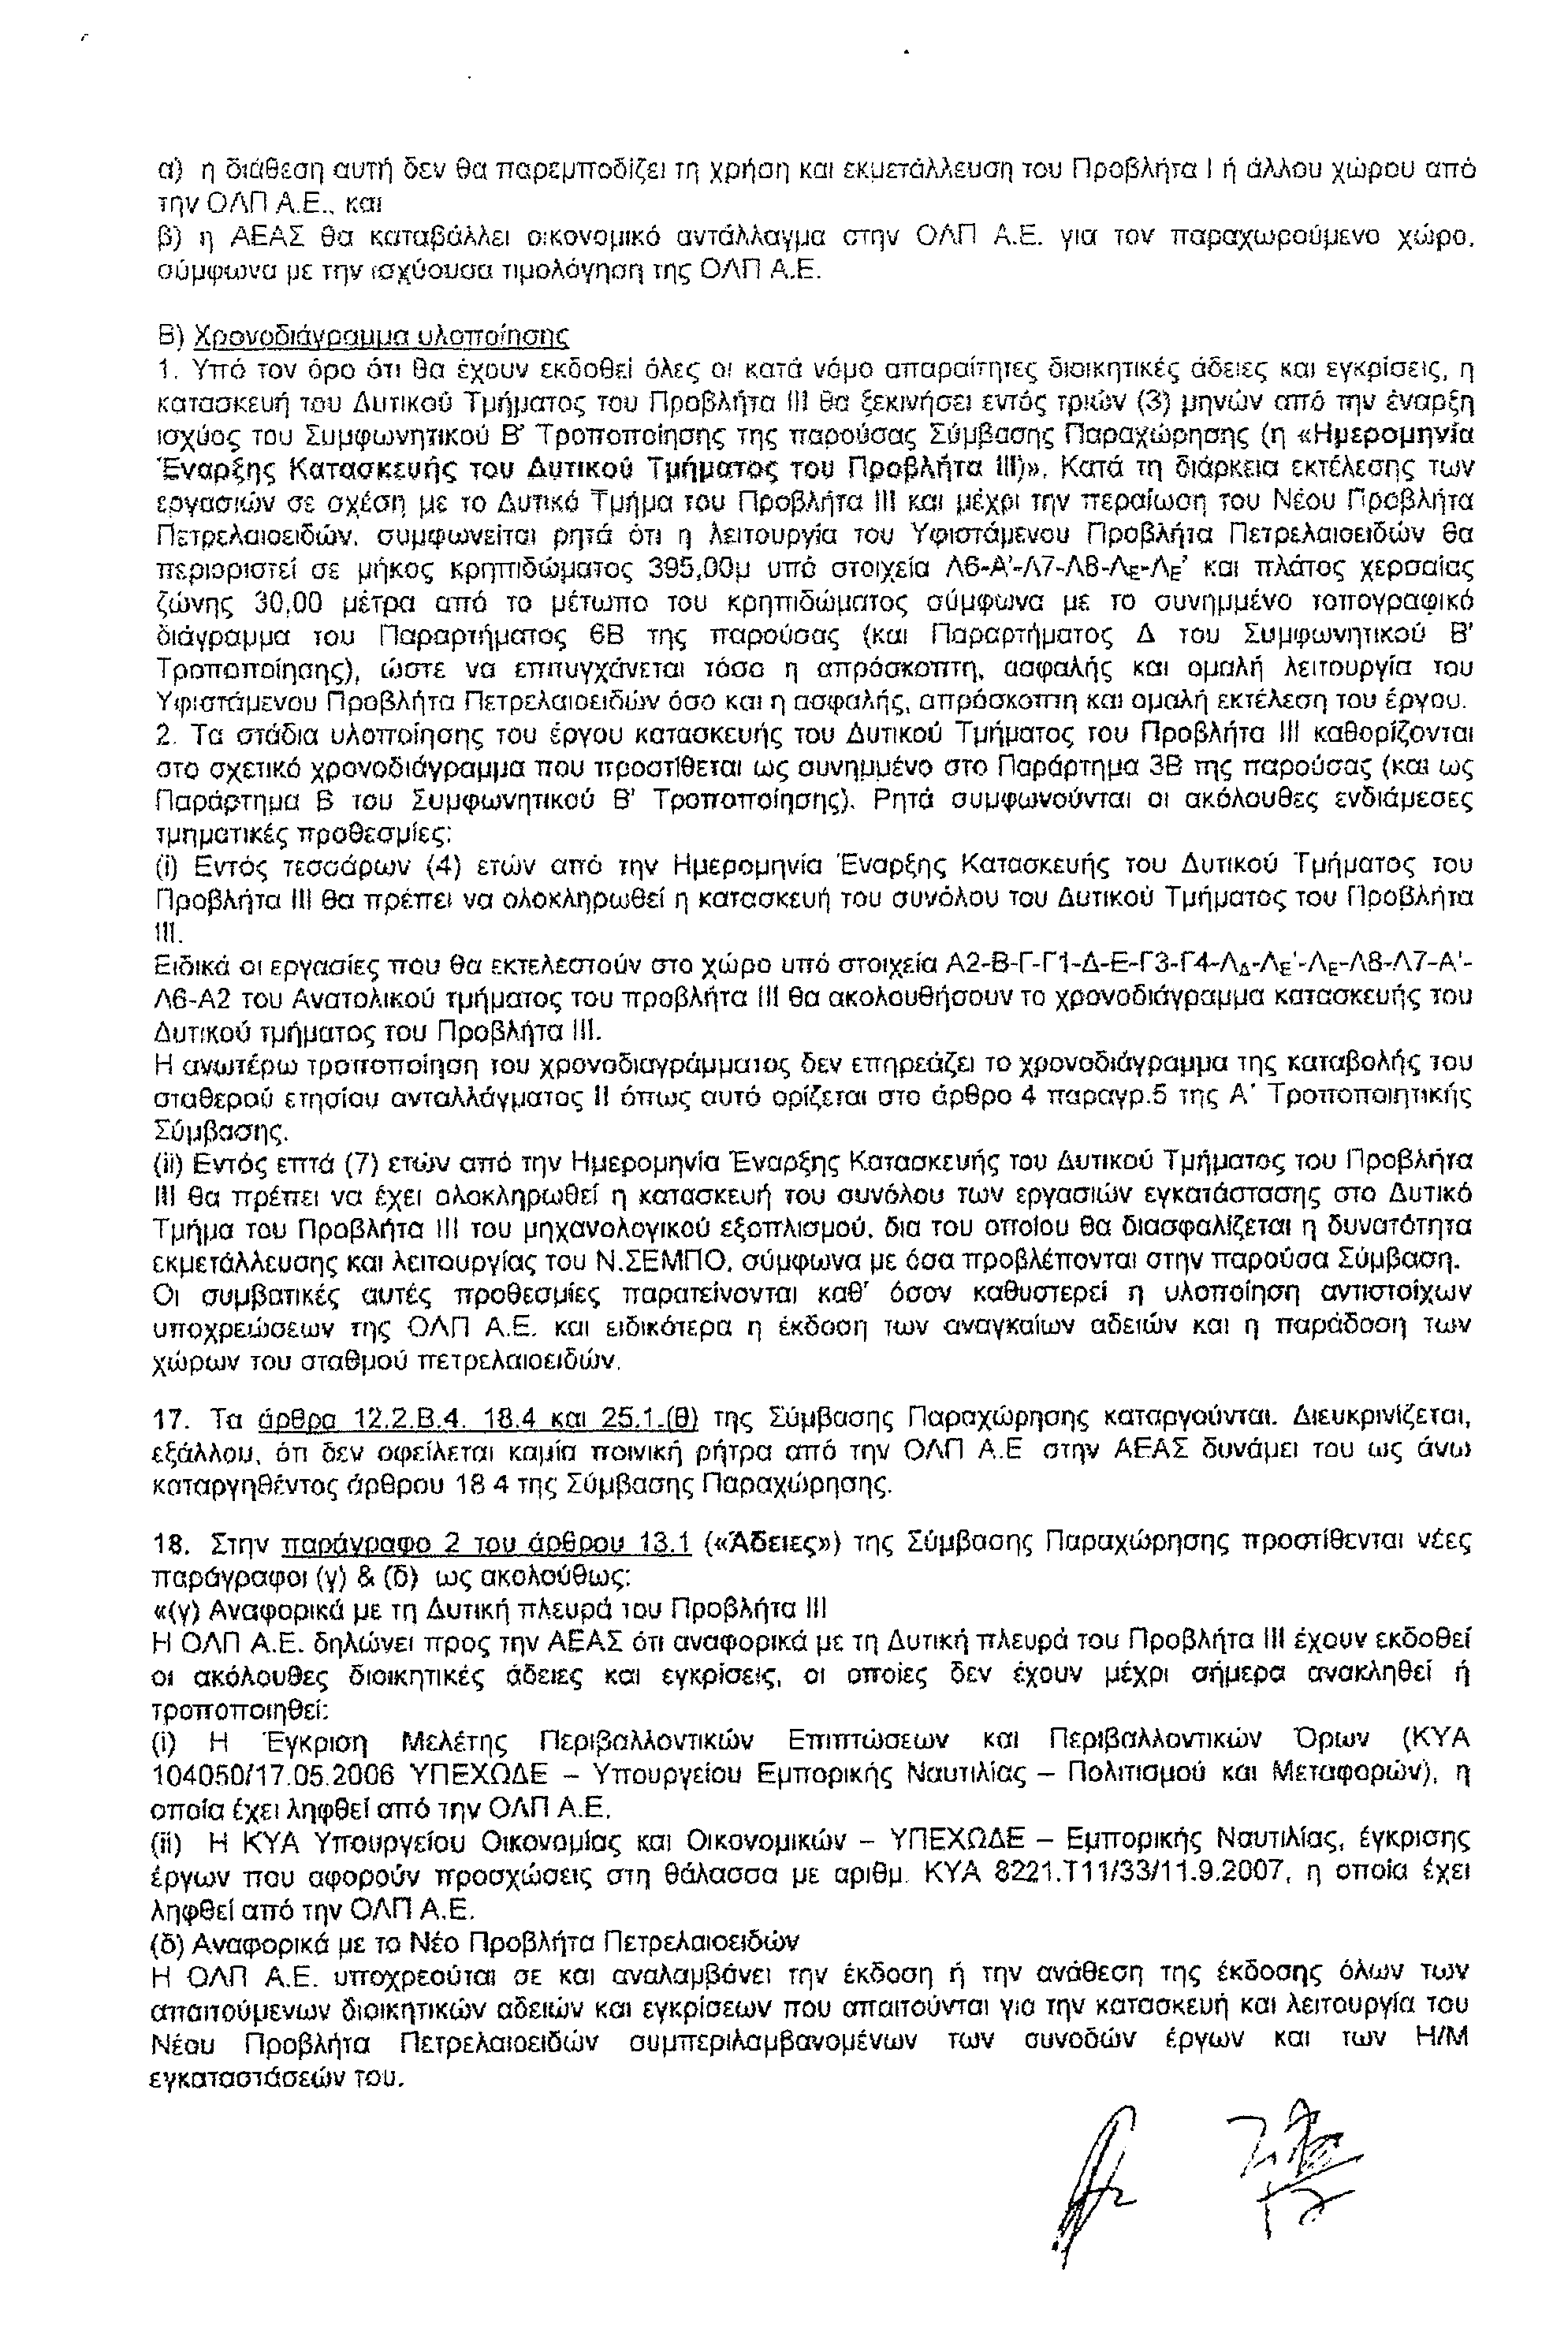 α) η διάθεση αυτή δεν θα παρεμποδίζει τη χρήση και εκμετάλλευση του Προβλήτα Ι ή άλλου χώρου από
την ΟΛΠ Α.Ε., και
β) η ΑΕΑΣ θα καταβάλλει οικονομικό αντάλλαγμα στην ΟΛΠ Α.Ε. για τον παραχωρούμενο χώρο,
σύμφωνα με την ισχύουσα τιμολόγηση της ΟΛΠ Α.Ε.
Β) Χρονοδιάγραμμα υλοποίησης
1. Υπό τον όρο ότι θα έχουν εκδοθεί όλες οι κατά νόμο απαραίτητες διοικητικές άδειες και εγκρίσεις, η
κατασκευή του Δυτικού Τμήματος του Προβλήτα ΙΙΙ θα ξεκινήσει εντός τριών (3) μηνών από την έναρξη
ισχύος του Συμφωνητικού Β' Τροποποίησης της παρούσας Σύμβασης Παραχώρησης (η «Ημερομηνία
Έναρξης Κατασκευής του Δυτικού Τμήματος του Προβλήτα ΙΙΙ)». Κατά τη διάρκεια εκτέλεσης των
εργασιών σε σχέση με το Δυτικό Τμήμα του Προβλήτα ΙΙΙ και μέχρι την περαίωση του Νέου Προβλήτα
Πετρελαιοειδών, συμφωνείται ρητά ότι η λειτουργία του Υφιστάμενου Προβλήτα Πετρελαιοειδών θα
περιοριστεί σε μήκος κρηπιδώματος 395,00μ υπό στοιχεία Λ6-Α'-Λ7-Λ8-Λ_Ε-Λ_Ε' και πλάτος χερσαίας
ζώνης 30,00 μέτρα από το μέτωπο του κρηπιδώματος σύμφωνα με το συνημμένο τοπογραφικό
διάγραμμα του Παραρτήματος 6Β της παρούσας (και Παραρτήματος Δ του Συμφωνητικού Β'
Τροποποίησης), ώστε να επιτυγχάνεται τόσο η απρόσκοπτη, ασφαλής και ομαλή λειτουργία του
Υφιστάμενου Προβλήτα Πετρελαιοειδών όσο και η ασφαλής, απρόσκοπτη και ομαλή εκτέλεση του έργου.
2. Τα στάδια υλοποίησης του έργου κατασκευής του Δυτικού Τμήματος του Προβλήτα ΙΙΙ καθορίζονται
στο σχετικό χρονοδιάγραμμα που προστίθεται ως συνημμένο στο Παράρτημα 3Β της παρούσας (και ως
Παράρτημα Β του Συμφωνητικού Β' Τροποποίησης). Ρητά συμφωνούνται οι ακόλουθες ενδιάμεσες
τμηματικές προθεσμίες:
(i) Εντός τεσσάρων (4) ετών από την Ημερομηνία Έναρξης Κατασκευής του Δυτικού Τμήματος του
Προβλήτα ΙΙΙ θα πρέπει να ολοκληρωθεί η κατασκευή του συνόλου του Δυτικού Τμήματος του Προβλήτα
ΙΙΙ.
Ειδικά οι εργασίες που θα εκτελεστούν στο χώρο υπό στοιχεία Α2-Β-Γ-Γ1-Δ-Ε-Γ3-Γ4-Λ_Δ-Λ_Ε'-Λ_Ε-Λ8-Λ7-Α'-
Λ6-Α2 του Ανατολικού τμήματος του προβλήτα ΙΙΙ θα ακολουθήσουν το χρονοδιάγραμμα κατασκευής του
Δυτικού τμήματος του Προβλήτα ΙΙΙ.
Η ανωτέρω τροποποίηση του χρονοδιαγράμματος δεν επηρεάζει το χρονοδιάγραμμα της καταβολής του
σταθερού ετησίου ανταλλάγματος ΙΙ όπως αυτό ορίζεται στο άρθρο 4 παραγρ.5 της Α' Τροποποιητικής
Σύμβασης.
(ii) Εντός επτά (7) ετών από την Ημερομηνία Έναρξης Κατασκευής του Δυτικού Τμήματος του Προβλήτα
ΙΙΙ θα πρέπει να έχει ολοκληρωθεί η κατασκευή του συνόλου των εργασιών εγκατάστασης στο Δυτικό
Τμήμα του Προβλήτα ΙΙΙ του μηχανολογικού εξοπλισμού, δια του οποίου θα διασφαλίζεται η δυνατότητα
εκμετάλλευσης και λειτουργίας του Ν.ΣΕΜΠΟ, σύμφωνα με όσα προβλέπονται στην παρούσα Σύμβαση.
Οι συμβατικές αυτές προθεσμίες παρατείνονται καθ' όσον καθυστερεί η υλοποίηση αντιστοίχων
υποχρεώσεων της ΟΛΠ Α.Ε. και ειδικότερα η έκδοση των αναγκαίων αδειών και η παράδοση των
χώρων του σταθμού πετρελαιοειδών.
17. Τα άρθρα 12.2.Β.4. 18.4 και 25.1.(θ) της Σύμβασης Παραχώρησης καταργούνται. Διευκρινίζεται,
εξάλλου, ότι δεν οφείλεται καμία ποινική ρήτρα από την ΟΛΠ Α.Ε στην ΑΕΑΣ δυνάμει του ως άνω
καταργηθέντος άρθρου 18 4 της Σύμβασης Παραχώρησης.
18. Στην παράγραφο 2 του άρθρου 13.1 («Άδειες») της Σύμβασης Παραχώρησης προστίθενται νέες
παράγραφοι (γ) & (δ) ως ακολούθως:
«(γ) Αναφορικά με τη Δυτική πλευρά του Προβλήτα ΙΙΙ
Η ΟΛΠ Α.Ε. δηλώνει προς την ΑΕΑΣ ότι αναφορικά με τη Δυτική πλευρά του Προβλήτα ΙΙΙ έχουν εκδοθεί
οι ακόλουθες διοικητικές άδειες και εγκρίσεις, οι οποίες δεν έχουν μέχρι σήμερα ανακληθεί ή
τροποποιηθεί:
(i) Η Έγκριση Μελέτης Περιβαλλοντικών Επιπτώσεων και Περιβαλλοντικών Όρων (ΚΥΑ
104050/17.05.2006 ΥΠΕΧΩΔΕ – Υπουργείου Εμπορικής Ναυτιλίας – Πολιτισμού και Μεταφορών), η
οποία έχει ληφθεί από την ΟΛΠ Α.Ε.
(ii) Η ΚΥΑ Υπουργείου Οικονομίας και Οικονομικών – ΥΠΕΧΩΔΕ – Εμπορικής Ναυτιλίας, έγκρισης
έργων που αφορούν προσχώσεις στη θάλασσα με αριθμ. ΚΥΑ 8221.Τ11/33/11.9.2007, η οποία έχει
ληφθεί από την ΟΛΠ Α.Ε.
(δ) Αναφορικά με το Νέο Προβλήτα Πετρελαιοειδών
Η ΟΛΠ Α.Ε. υποχρεούται σε και αναλαμβάνει την έκδοση ή την ανάθεση της έκδοσης όλων των
απαιτούμενων διοικητικών αδειών και εγκρίσεων που απαιτούνται για την κατασκευή και λειτουργία του
Νέου Προβλήτα Πετρελαιοειδών συμπεριλαμβανομένων των συνοδών έργων και των Η/Μ
εγκαταστάσεών του.